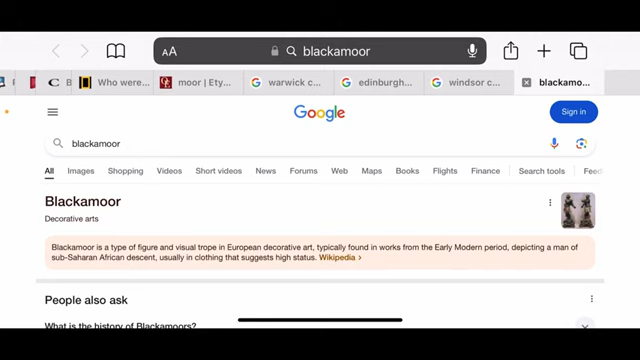 AA
blackamoor
C B
Who were...
moor | Ety...
warwick c...
edinburgh...
windsor c...
blackamo...
Google
Sign in
blackamoor
All Images Shopping Videos Short videos News Forums Web Maps Books Flights Finance Search tools Feed
Blackamoor
Decorative arts
Blackamoor is a type of figure and visual trope in European decorative art, typically found in works from the Early Modern period, depicting a man of
sub-Saharan African descent, usually in clothing that suggests high status. Wikipedia >
People also ask
What is the history of Blackamoors?